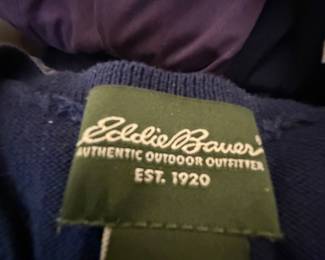 Eddie Bauer®
AUTHENTIC OUTDOOR OUTFITTER
EST. 1920